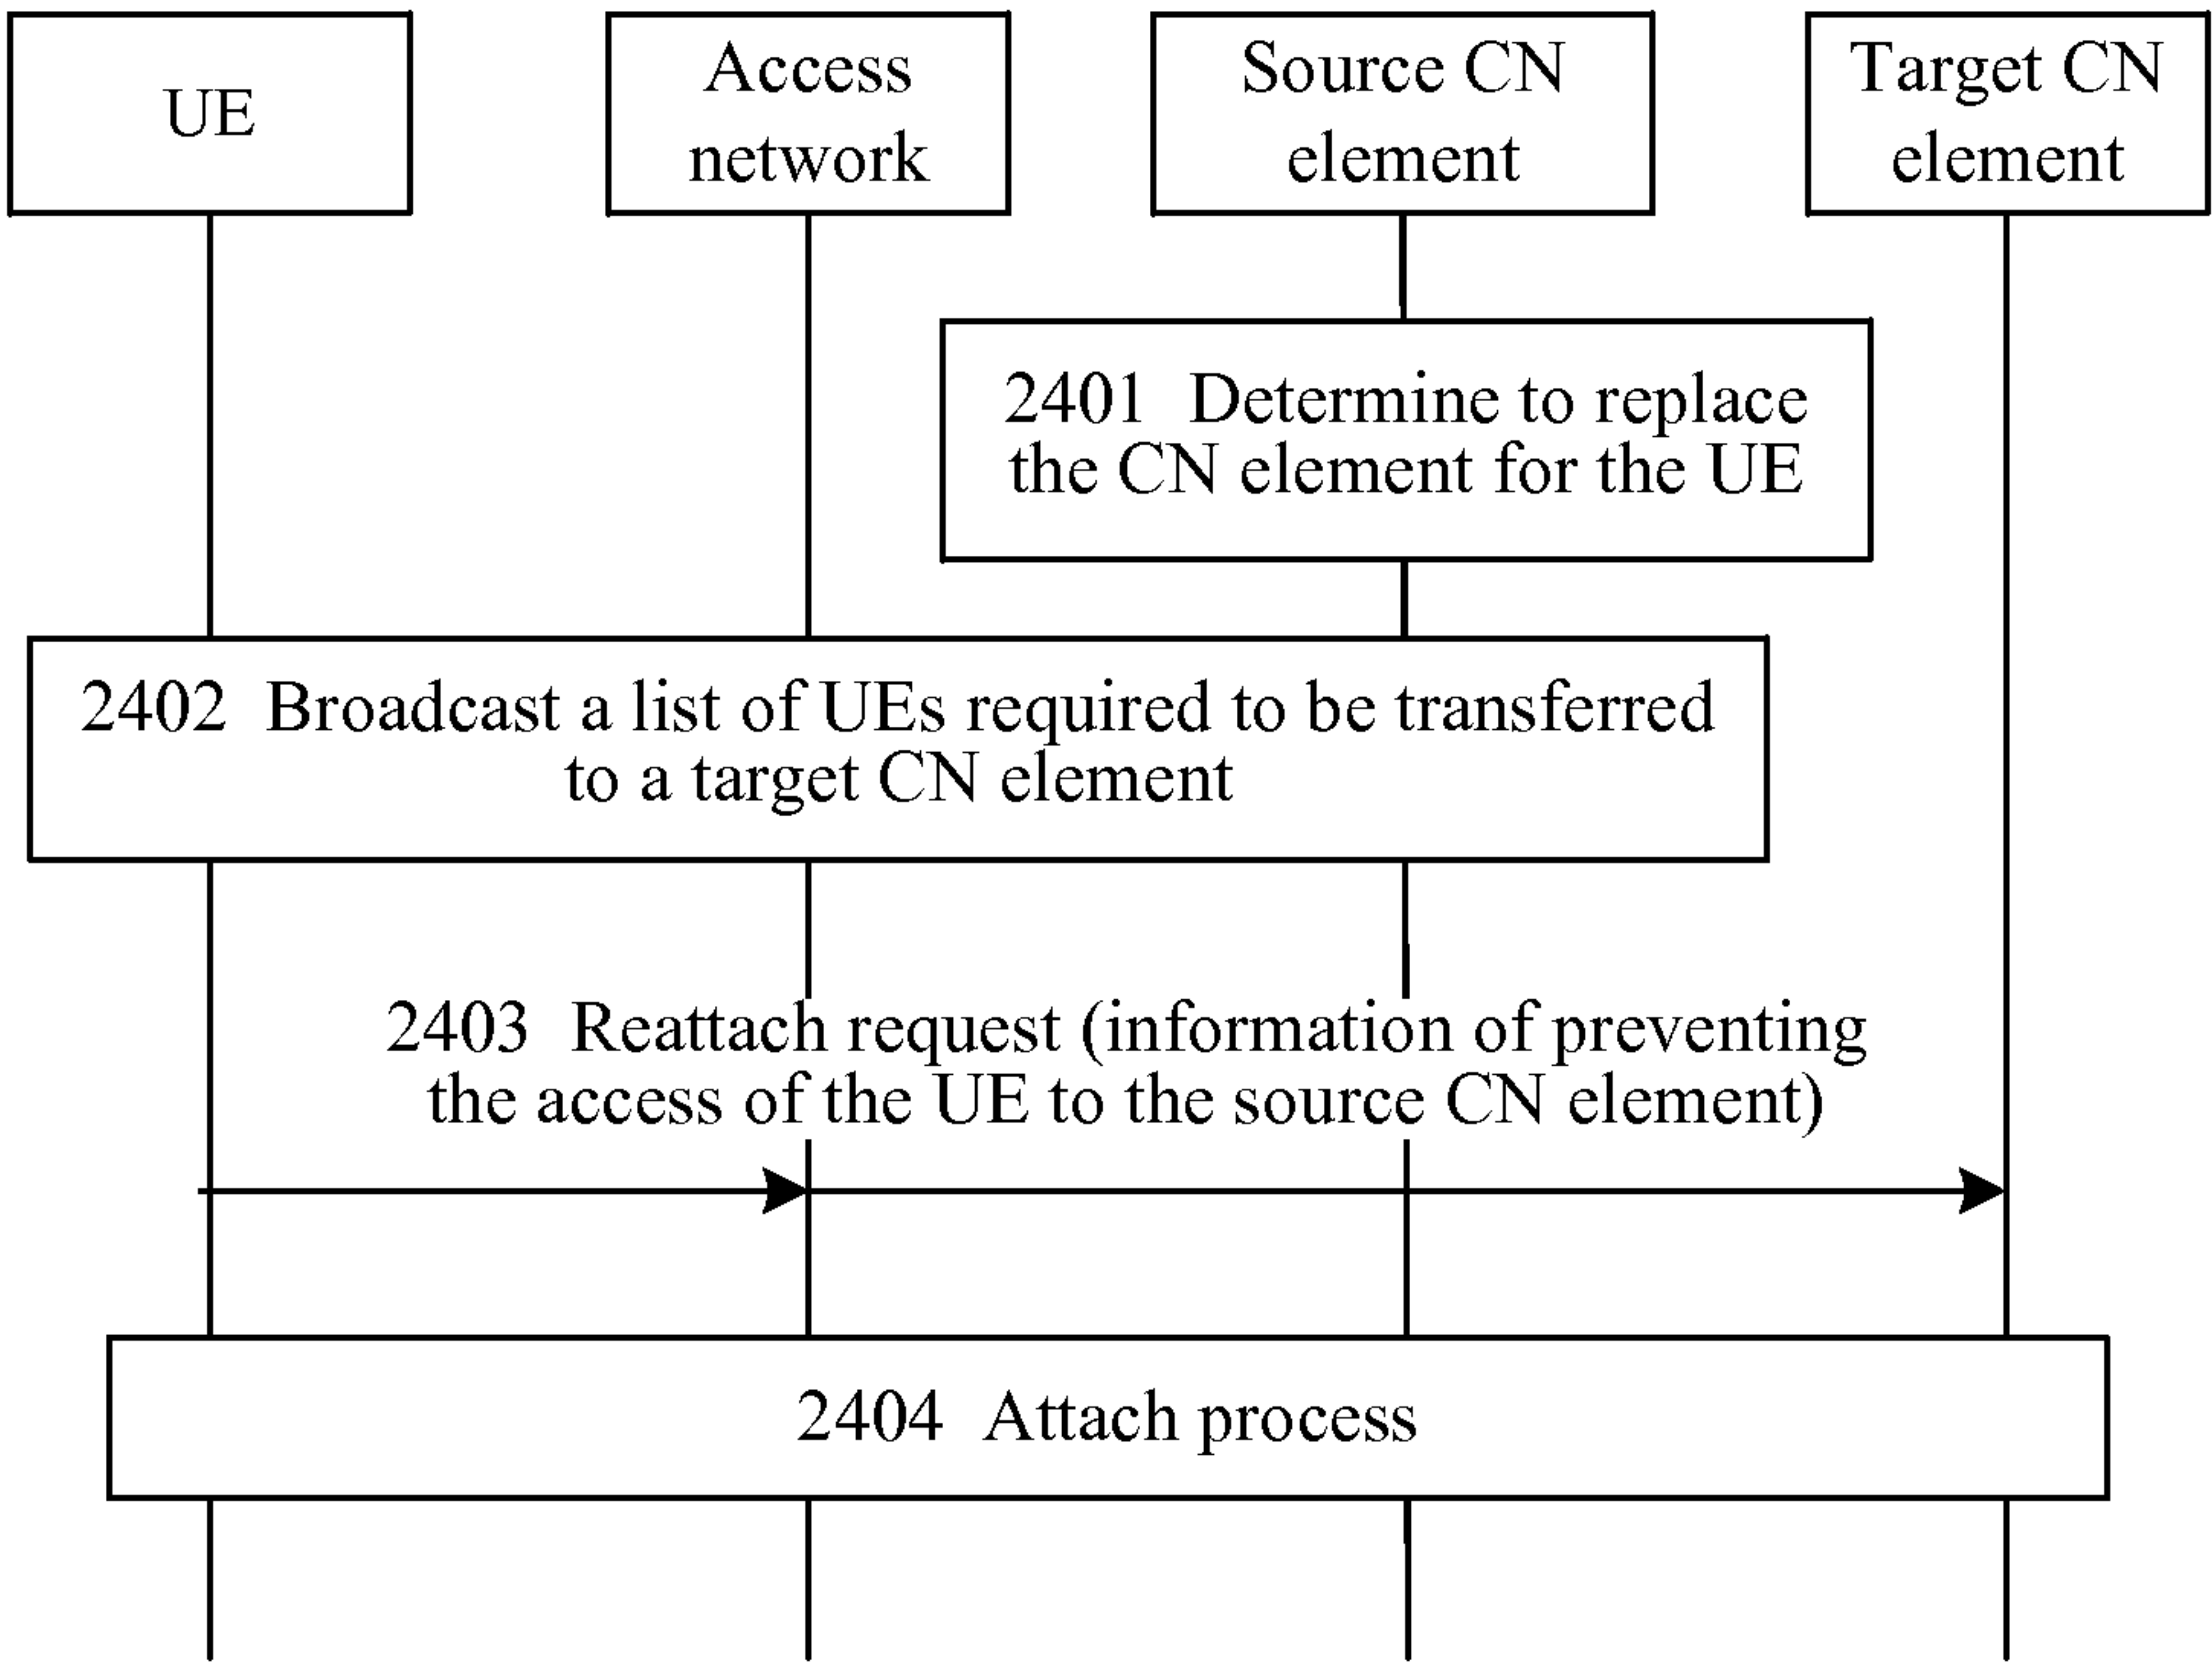 UE
Access
network
Source CN
element
Target CN
element
2401 Determine to replace
the CN element for the UE
2402 Broadcast a list of UEs required to be transferred
to a target CN element
2403 Reattach request (information of preventing
the access of the UE to the source CN element)
2404 Attach process